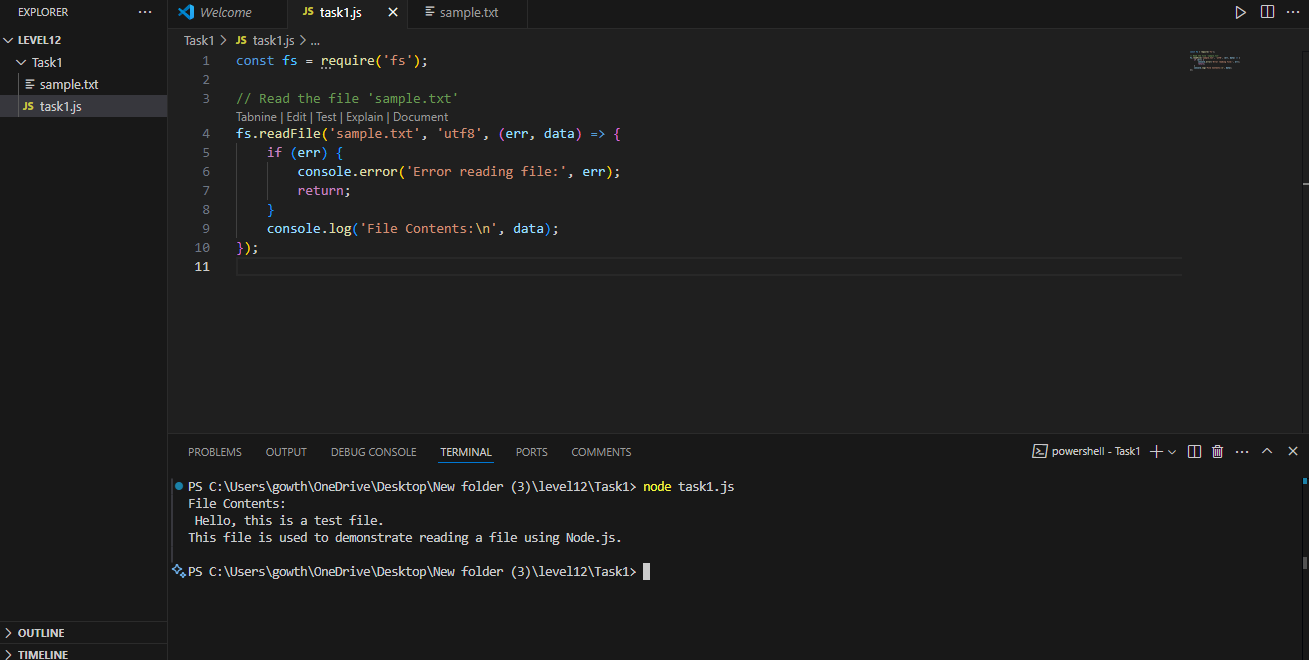 EXPLORER ...
LEVEL12
Task1
sample.txt
JS task1.js
OUTLINE
TIMELINE
Welcome
JS task1.js
sample.txt
Task1 > JS task1.js > ...
1 const fs = require('fs');
2
3 // Read the file 'sample.txt'
Tabnine | Edit | Test | Explain | Document
4 fs.readFile('sample.txt', 'utf8', (err, data) => {
5 if (err) {
6 console.error('Error reading file:', err);
7 return;
8 }
9 console.log('File Contents:\n', data);
10 });
11
PROBLEMS OUTPUT DEBUG CONSOLE TERMINAL PORTS COMMENTS
powershell - Task1
PS C:\Users\gowth\OneDrive\Desktop\New folder (3)\level12\Task1> node task1.js
File Contents:
Hello, this is a test file.
This file is used to demonstrate reading a file using Node.js.
PS C:\Users\gowth\OneDrive\Desktop\New folder (3)\level12\Task1>